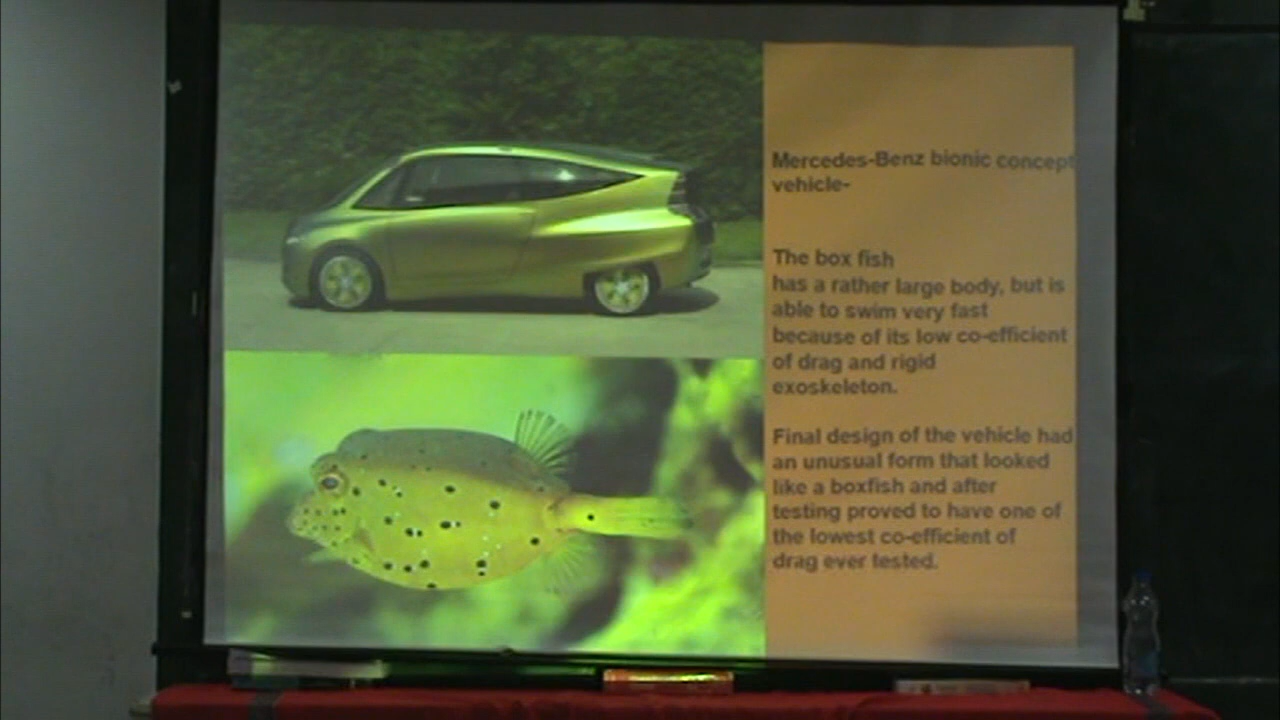 Mercedes-Benz bionic concept
vehicle-
The box fish
has a rather large body, but is
able to swim very fast
because of its low co-efficient
of drag and rigid
exoskeleton.
Final design of the vehicle had
an unusual form that looked
like a boxfish and after
testing proved to have one of
the lowest co-efficient of
drag ever tested.